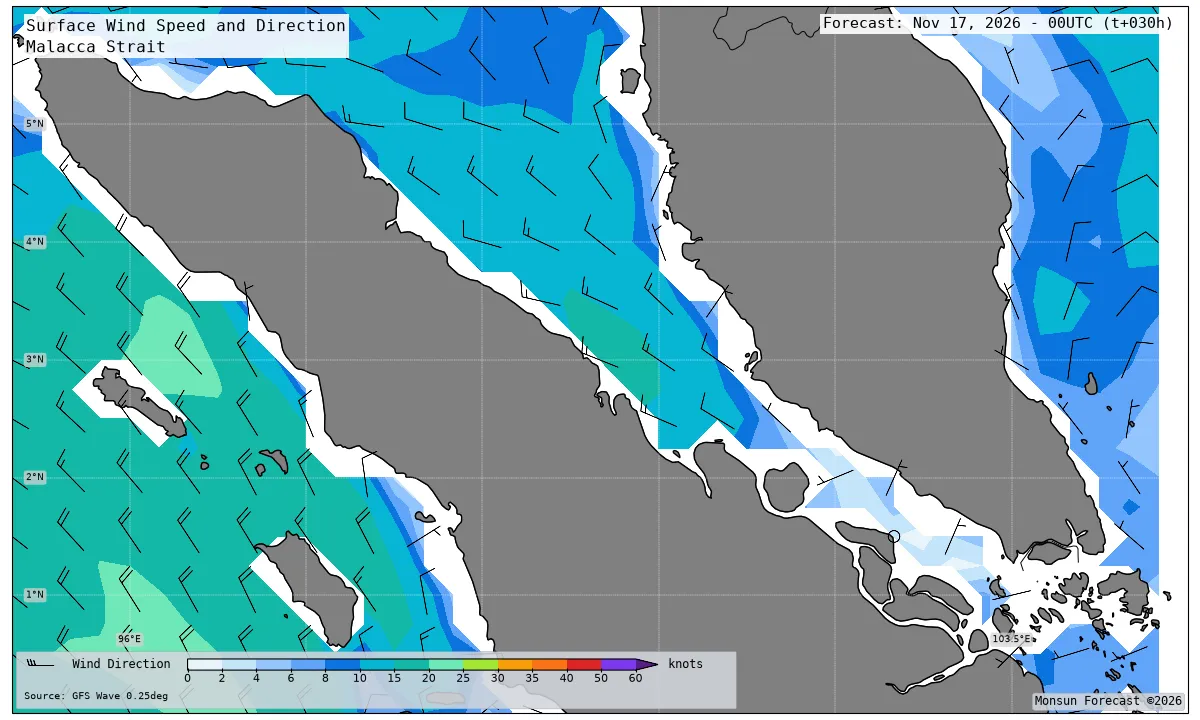 Surface Wind Speed and Direction
Malacca Strait
Forecast: Nov 17, 2026 - 00UTC (t+030h)
5°N
4°N
3°N
2°N
1°N
96°E
103.5°E
Wind Direction
0 2 4 6 8 10 15 20 25 30 35 40 50 60
knots
Source: GFS Wave 0.25deg
Monsun Forecast ©2026